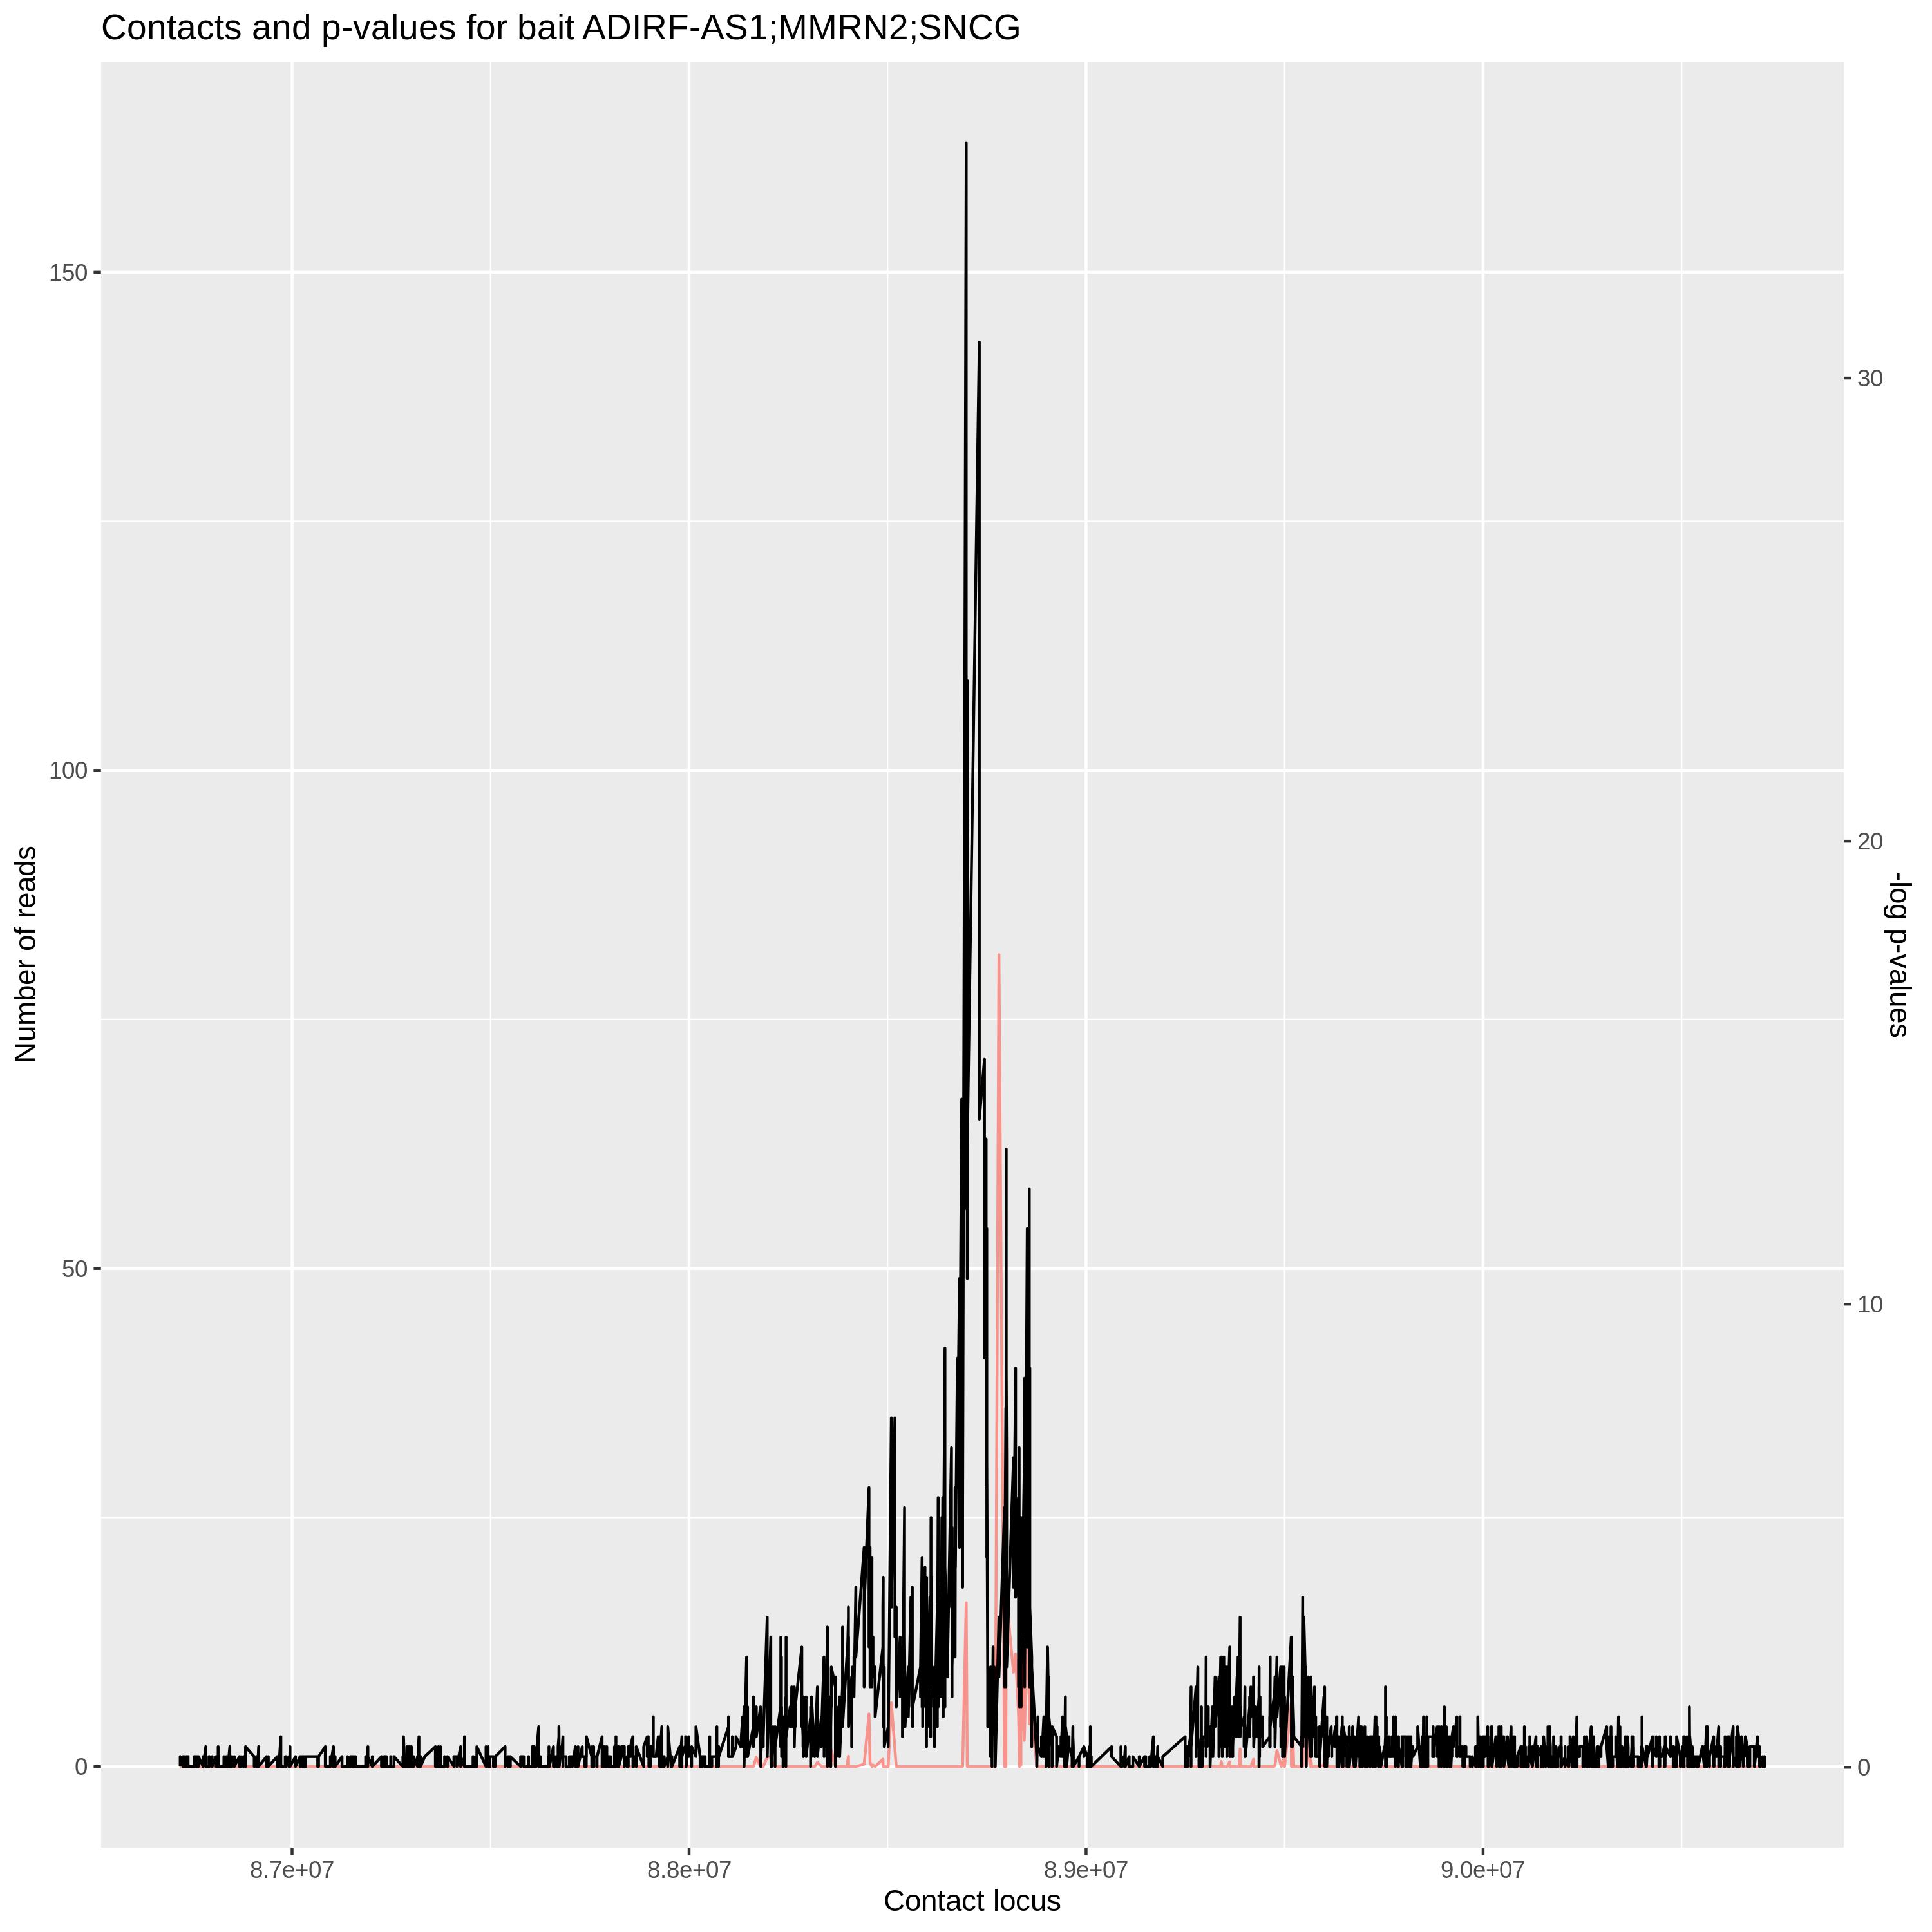 Contacts and p-values for bait ADIRF-AS1;MMRN2;SNCG
150
100
50
0
Number of reads
30
20
10
0
-log p-values
8.7e+07
8.8e+07
8.9e+07
9.0e+07
Contact locus